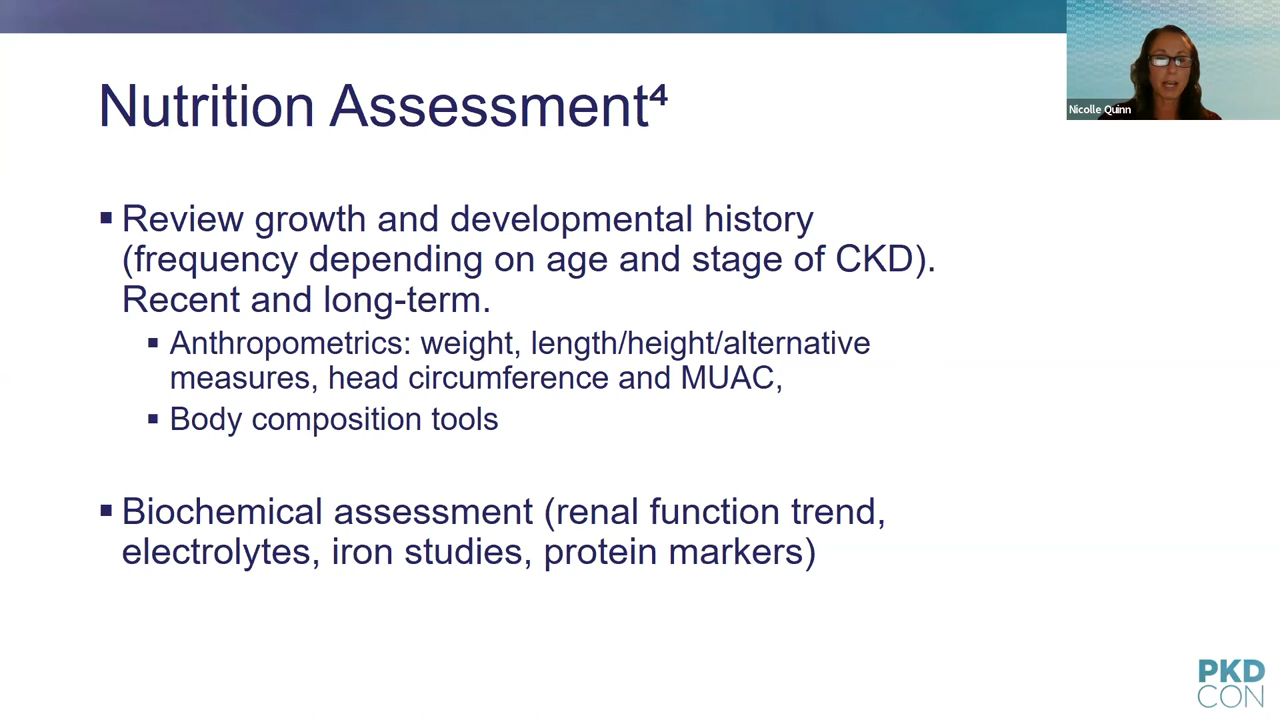 Nicolle Quinn
Nutrition Assessment⁴
▪ Review growth and developmental history
(frequency depending on age and stage of CKD).
Recent and long-term.
▪ Anthropometrics: weight, length/height/alternative
measures, head circumference and MUAC,
▪ Body composition tools
▪ Biochemical assessment (renal function trend,
electrolytes, iron studies, protein markers)
PKD
CON